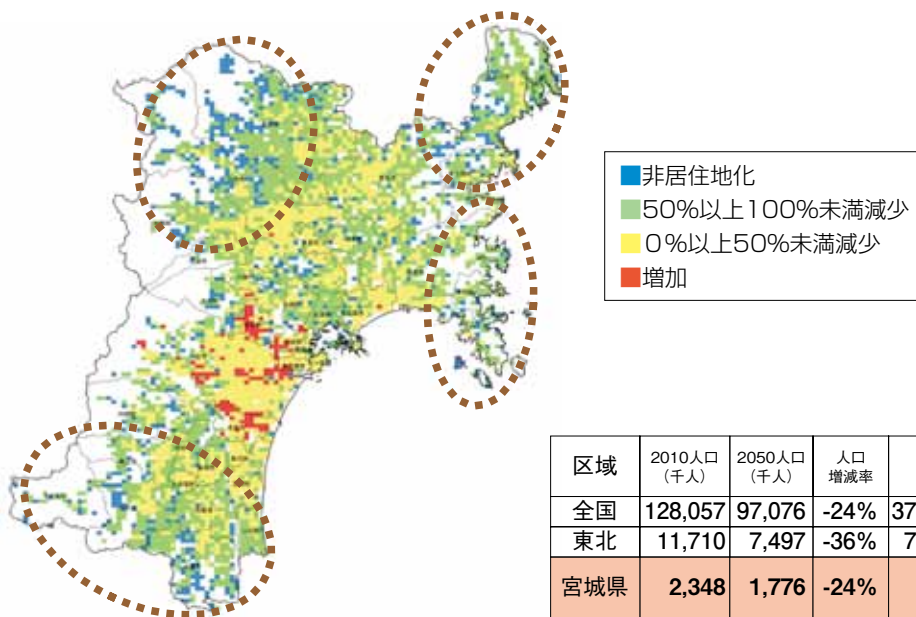 非居住地化
50%以上100%未満減少
0%以上50%未満減少
増加
区域 2010人口(千人) 2050人口(千人) 人口増減率
全国 128,057 97,076 -24% 37
東北 11,710 7,497 -36% 7
宮城県 2,348 1,776 -24%